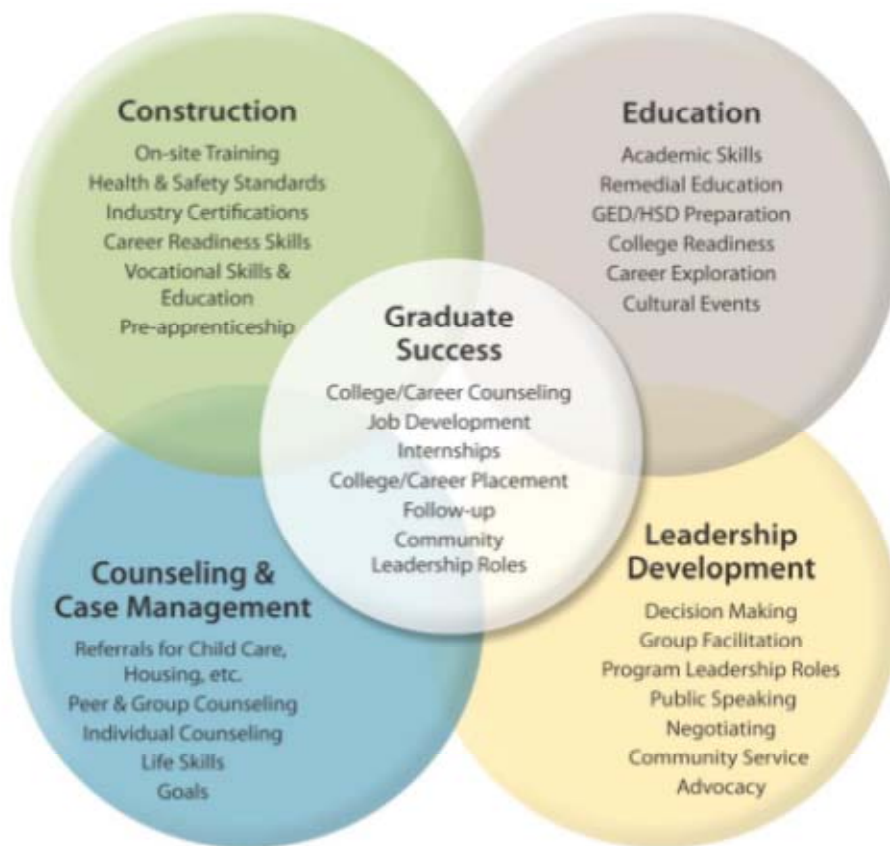 Construction
On-site Training
Health & Safety Standards
Industry Certifications
Career Readiness Skills
Vocational Skills &
Education
Pre-apprenticeship
Education
Academic Skills
Remedial Education
GED/HSD Preparation
College Readiness
Career Exploration
Cultural Events
Graduate
Success
College/Career Counseling
Job Development
Internships
College/Career Placement
Follow-up
Community
Leadership Roles
Counseling &
Case Management
Referrals for Child Care,
Housing, etc.
Peer & Group Counseling
Individual Counseling
Life Skills
Goals
Leadership
Development
Decision Making
Group Facilitation
Program Leadership Roles
Public Speaking
Negotiating
Community Service
Advocacy